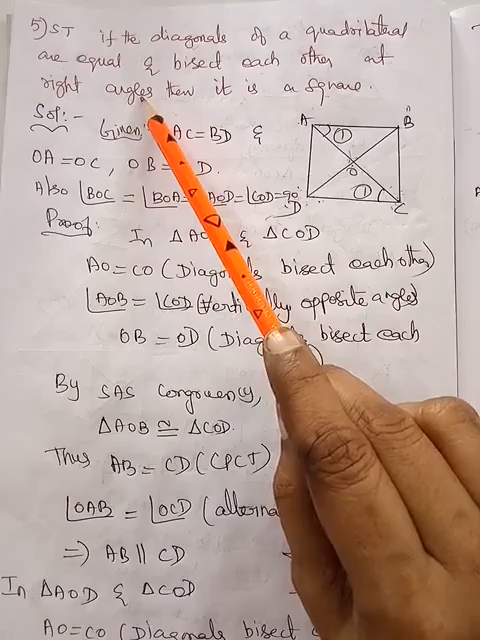 5) ST if the diagonals of a quadrilateral
are equal & bisect each other at
right angles then it is a square.
Sol:-
Given: AC=BD &
OA=OC, OB= D.
Also ∠BOC = ∠BOA= AOD=∠COD=90°
Proof:
In ΔAO & ΔCOD
AO=CO (Diagonals bisect each other)
∠AOB = ∠COD (Vertically opposite angles)
OB = OD (Diag bisect each
By SAS Congruency,
ΔAOB ≅ ΔCOD.
Thus AB=CD (CPCT)
∠OAB = ∠OCD (alterna
=) AB || CD
In ΔAOD & ΔCOD
AO=CO (Diagonals bisect
A B
1
O
1
D C